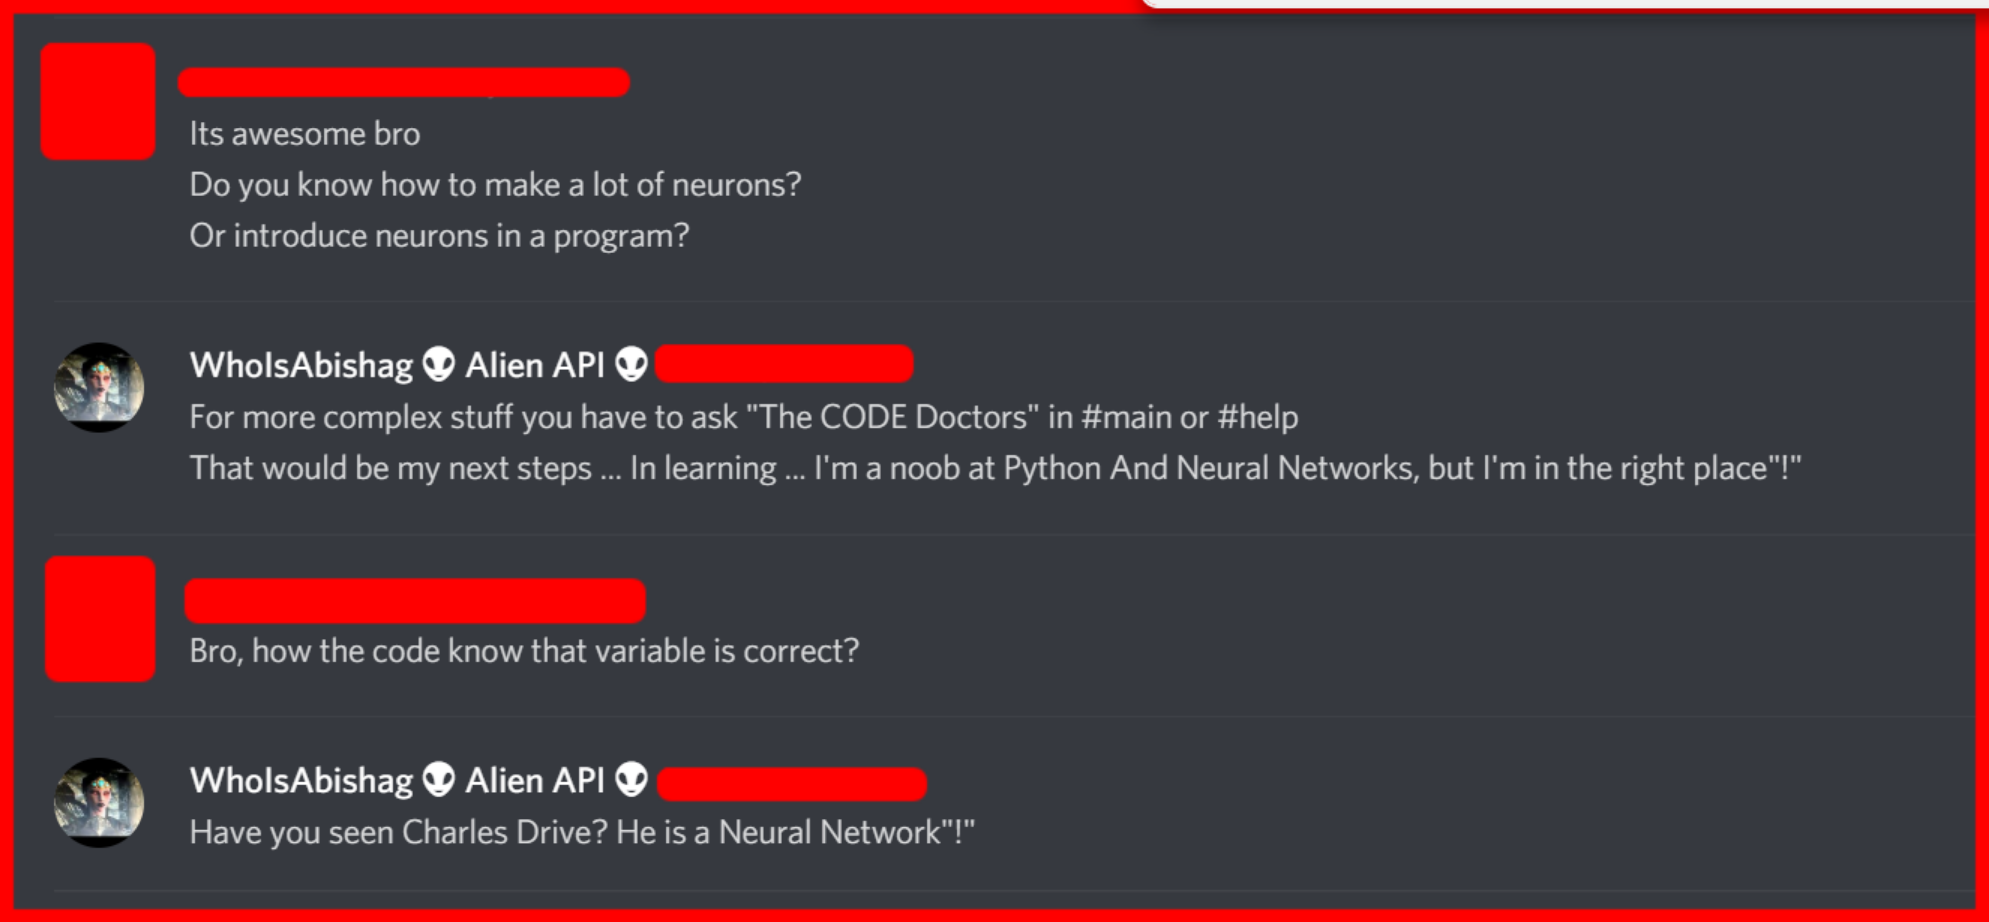 Its awesome bro
Do you know how to make a lot of neurons?
Or introduce neurons in a program?
WhoIsAbishag 👽 Alien API 👽
For more complex stuff you have to ask "The CODE Doctors" in #main or #help
That would be my next steps ... In learning ... I'm a noob at Python And Neural Networks, but I'm in the right place"!"
Bro, how the code know that variable is correct?
WhoIsAbishag 👽 Alien API 👽
Have you seen Charles Drive? He is a Neural Network"!"